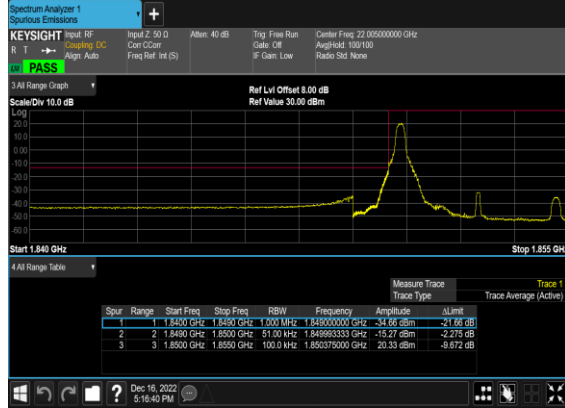 Spectrum Analyzer 1
Spurious Emissions
KEYSIGHT Input: RF Input Z: 50 Ω Atten: 40 dB Trig: Free Run Center Freq: 22.005000000 GHz
R T Coupling: DC Corr CCorr Gate: Off Avg|Hold: 100/100
Align: Auto Freq Ref: Int (S) IF Gain: Low Radio Std: None
LV PASS
3 All Range Graph
Ref Lvl Offset 8.00 dB
Scale/Div 10.0 dB Ref Value 30.00 dBm
Log
20.0
10.0
0.00
-10.0
-20.0
-30.0
-40.0
-50.0
-60.0
Start 1.840 GHz Stop 1.855 GHz
4 All Range Table
Measure Trace Trace 1
Trace Type Trace Average (Active)
Spur Range Start Freq Stop Freq RBW Frequency Amplitude ΔLimit
1 1 1.8400 GHz 1.8490 GHz 1.000 MHz 1.849000000 GHz -34.66 dBm -21.66 dB
2 2 1.8490 GHz 1.8500 GHz 51.00 kHz 1.849993333 GHz -15.27 dBm -2.275 dB
3 3 1.8500 GHz 1.8550 GHz 100.0 kHz 1.850375000 GHz 20.33 dBm -9.672 dB
? Dec 16, 2022
5:16:40 PM